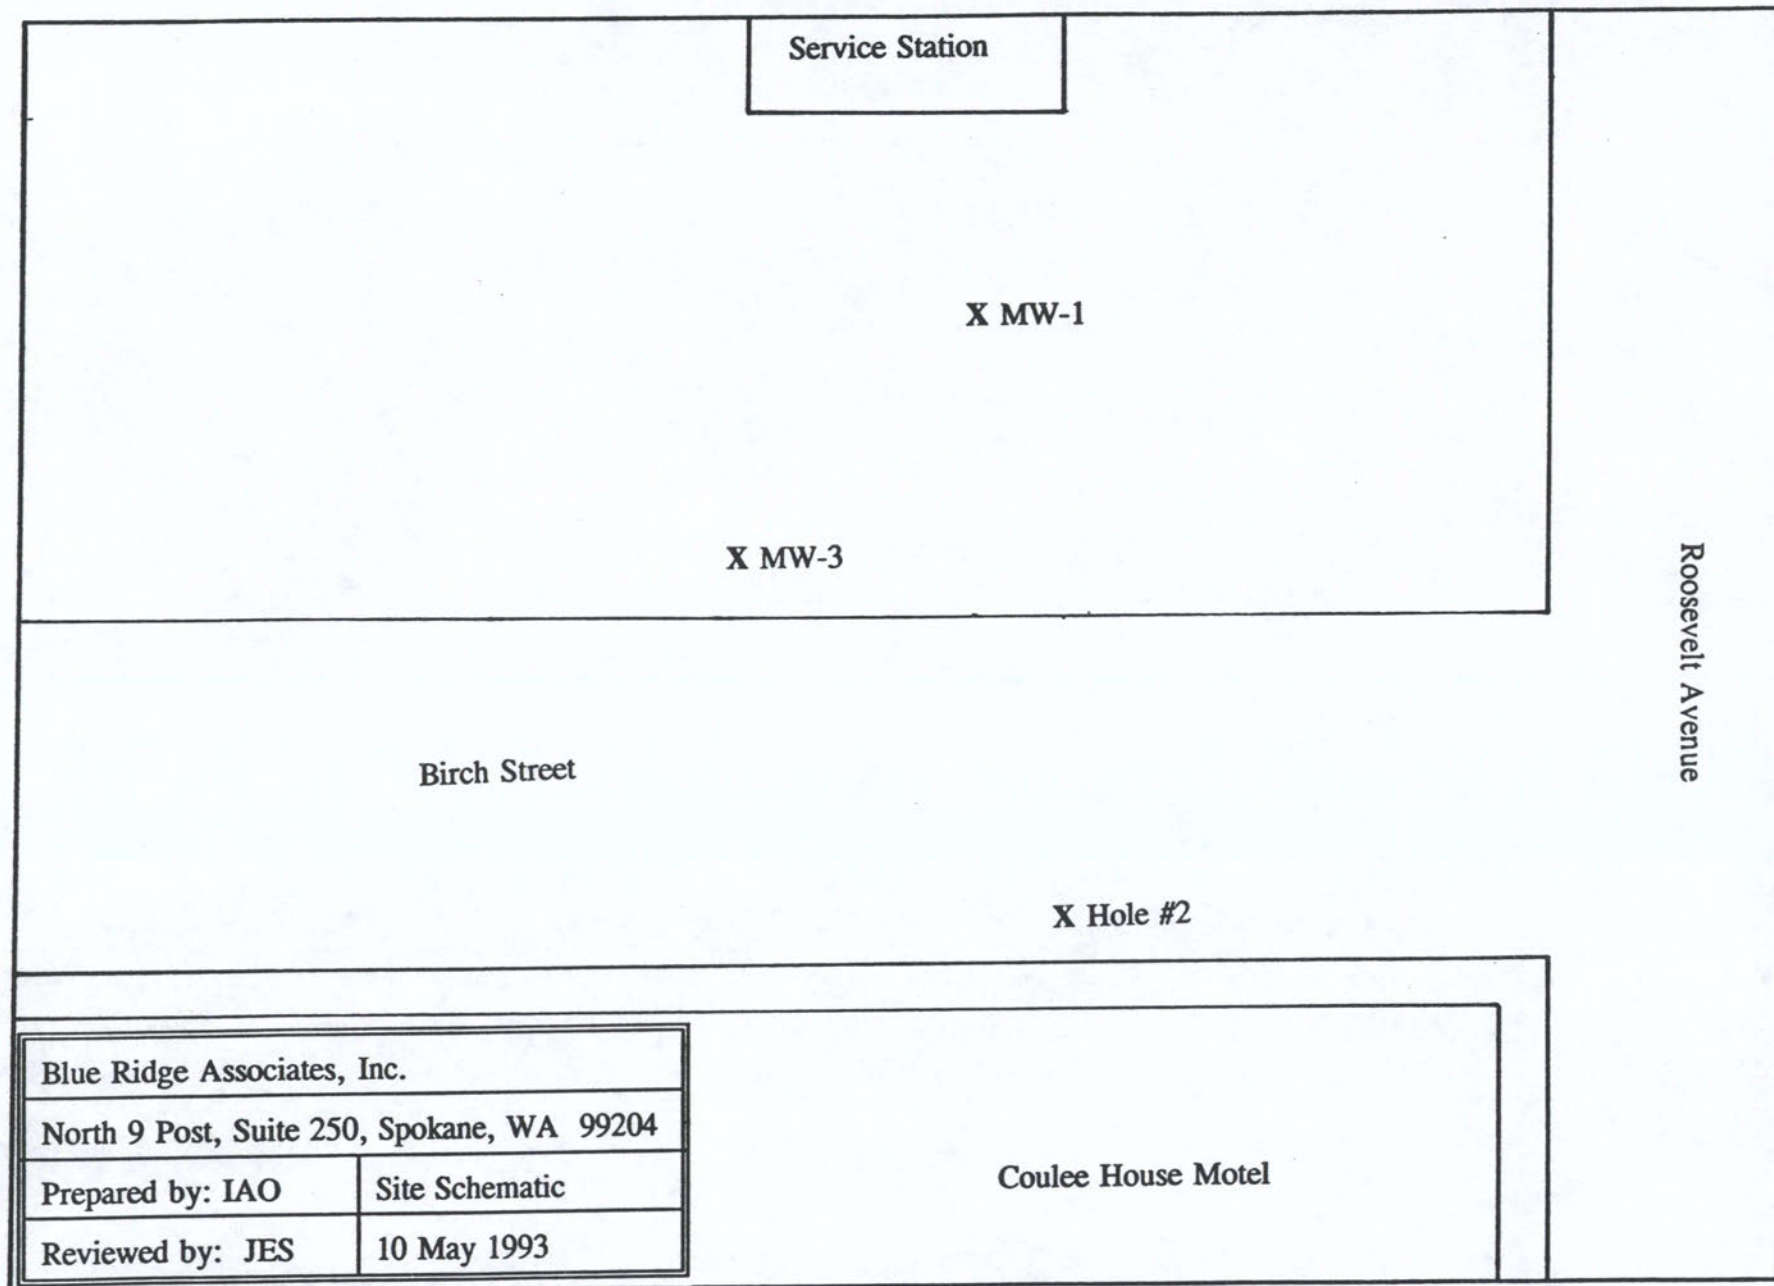 Service Station
X MW-1
X MW-3
Roosevelt Avenue
Birch Street
X Hole #2
Blue Ridge Associates, Inc.
North 9 Post, Suite 250, Spokane, WA 99204
Prepared by: IAO
Site Schematic
Reviewed by: JES
10 May 1993
Coulee House Motel